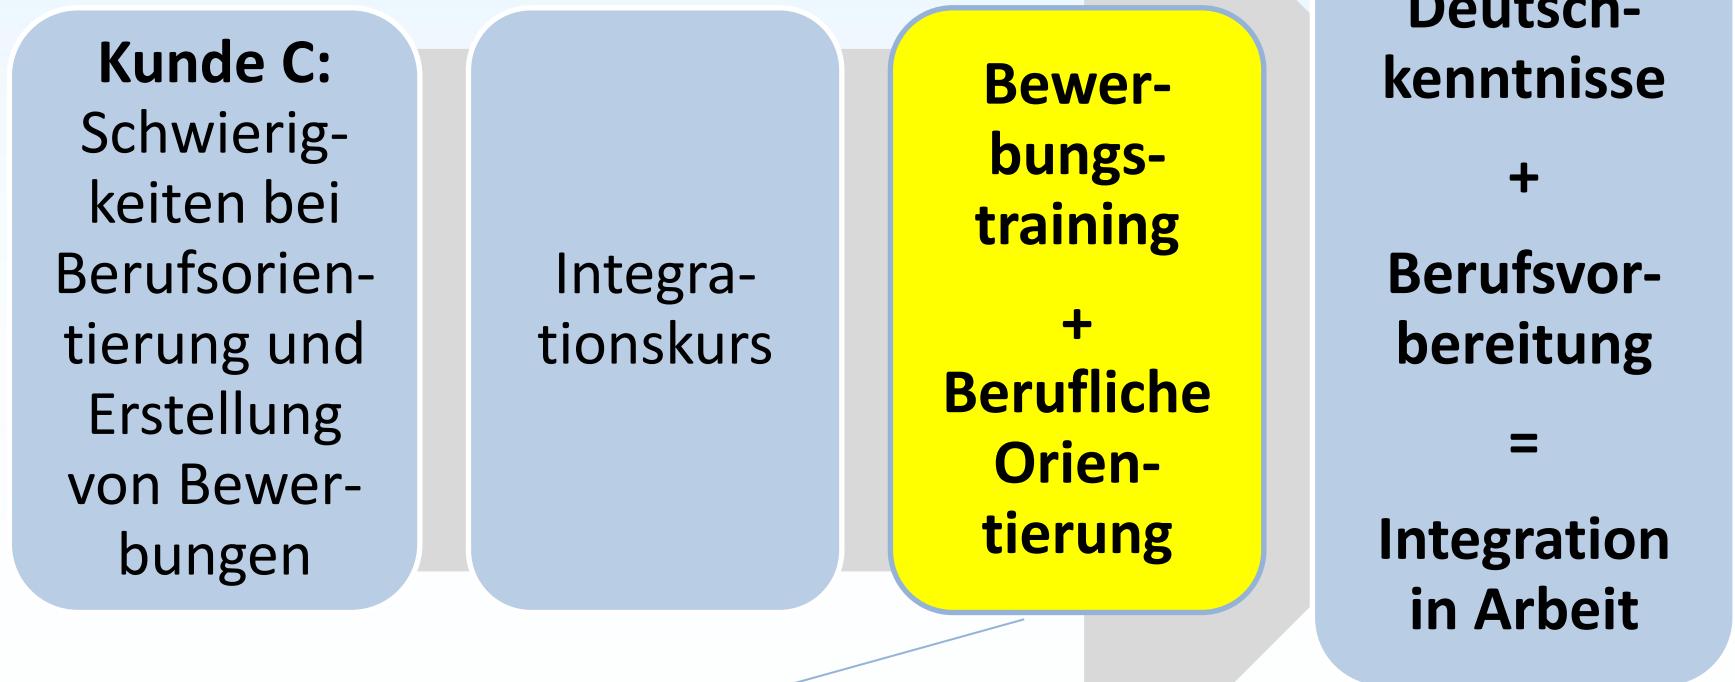 Kunde C:
Schwierig-
keiten bei
Berufsorien-
tierung und
Erstellung
von Bewer-
bungen
Integra-
tionskurs
Bewer-
bungs-
training
+
Berufliche
Orien-
tierung
Deutsch-
kenntnisse
+
Berufsvor-
bereitung
=
Integration
in Arbeit